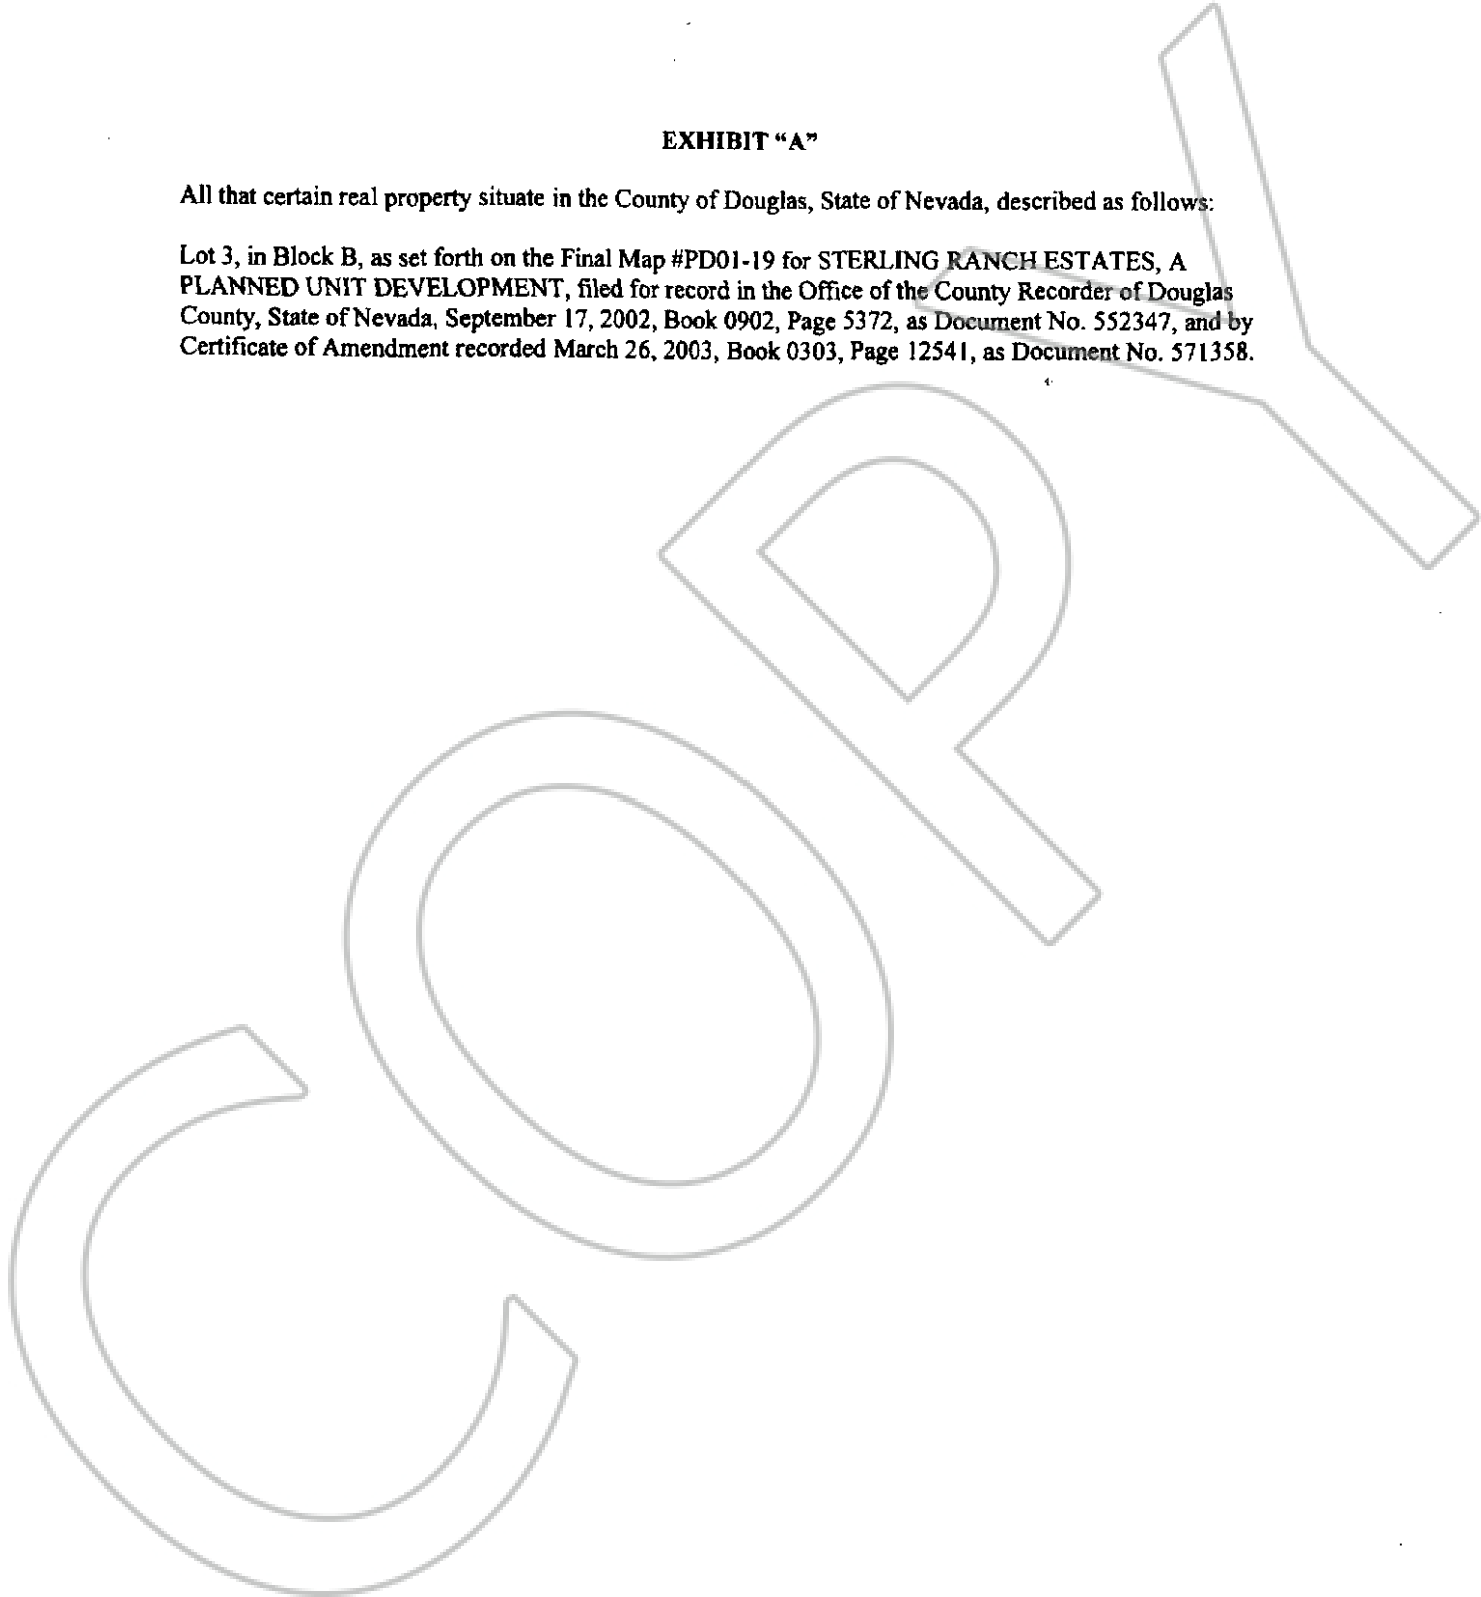 EXHIBIT “A”
All that certain real property situate in the County of Douglas, State of Nevada, described as follows:
Lot 3, in Block B, as set forth on the Final Map #PD01-19 for STERLING RANCH ESTATES, A
PLANNED UNIT DEVELOPMENT, filed for record in the Office of the County Recorder of Douglas
County, State of Nevada, September 17, 2002, Book 0902, Page 5372, as Document No. 552347, and by
Certificate of Amendment recorded March 26, 2003, Book 0303, Page 12541, as Document No. 571358.
COPY